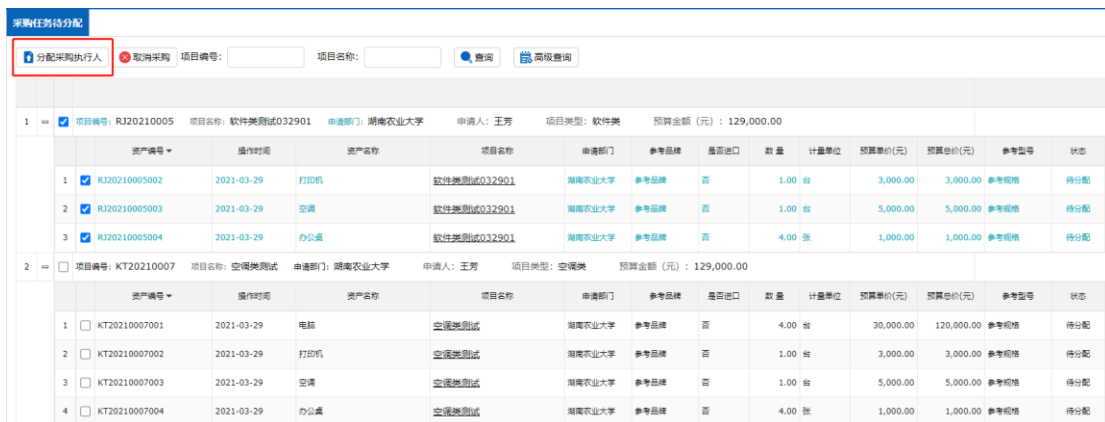 采购任务待分配
分配采购执行人 取消采购 项目编号: 项目名称: 查询 高级查询
1 项目编号: RJ20210005 项目名称: 软件类测试032901 申请部门: 湖南农业大学 申请人: 王芳 项目类型: 软件类 预算金额（元）: 129,000.00
资产编号 操作时间 资产名称 项目名称 申请部门 参考品牌 是否进口 数 量 计量单位 预算单价(元) 预算总价(元) 参考型号 状态
1 RJ20210005002 2021-03-29 打印机 软件类测试032901 湖南农业大学 参考品牌 否 1.00 台 3,000.00 3,000.00 参考规格 待分配
2 RJ20210005003 2021-03-29 空调 软件类测试032901 湖南农业大学 参考品牌 否 1.00 台 5,000.00 5,000.00 参考规格 待分配
3 RJ20210005004 2021-03-29 办公桌 软件类测试032901 湖南农业大学 参考品牌 否 4.00 张 1,000.00 1,000.00 参考规格 待分配
2 项目编号: KT20210007 项目名称: 空调类测试 申请部门: 湖南农业大学 申请人: 王芳 项目类型: 空调类 预算金额（元）: 129,000.00
资产编号 操作时间 资产名称 项目名称 申请部门 参考品牌 是否进口 数 量 计量单位 预算单价(元) 预算总价(元) 参考型号 状态
1 KT20210007001 2021-03-29 电脑 空调类测试 湖南农业大学 参考品牌 否 4.00 台 30,000.00 120,000.00 参考规格 待分配
2 KT20210007002 2021-03-29 打印机 空调类测试 湖南农业大学 参考品牌 否 1.00 台 3,000.00 3,000.00 参考规格 待分配
3 KT20210007003 2021-03-29 空调 空调类测试 湖南农业大学 参考品牌 否 1.00 台 5,000.00 5,000.00 参考规格 待分配
4 KT20210007004 2021-03-29 办公桌 空调类测试 湖南农业大学 参考品牌 否 4.00 张 1,000.00 1,000.00 参考规格 待分配